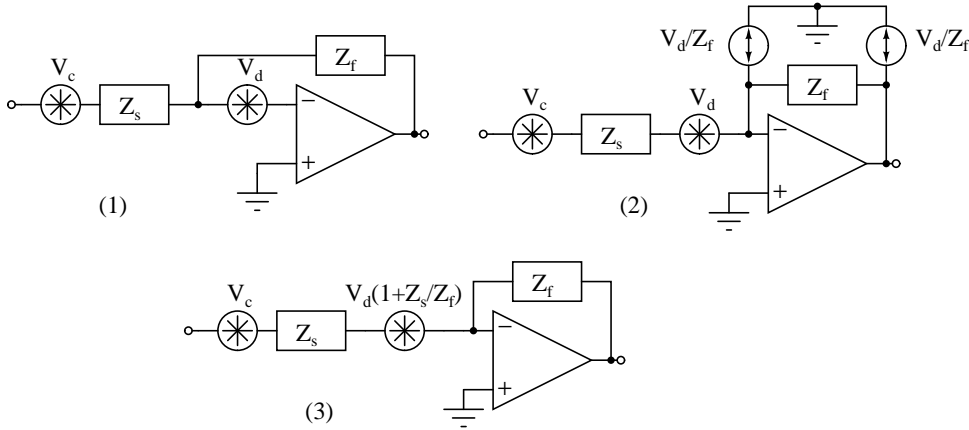 V_c
Z_s
V_d
Z_f
−
+
(1)
V_d/Z_f
V_d/Z_f
Z_f
V_c
Z_s
V_d
−
+
(2)
V_c
Z_s
V_d(1+Z_s/Z_f)
Z_f
−
+
(3)